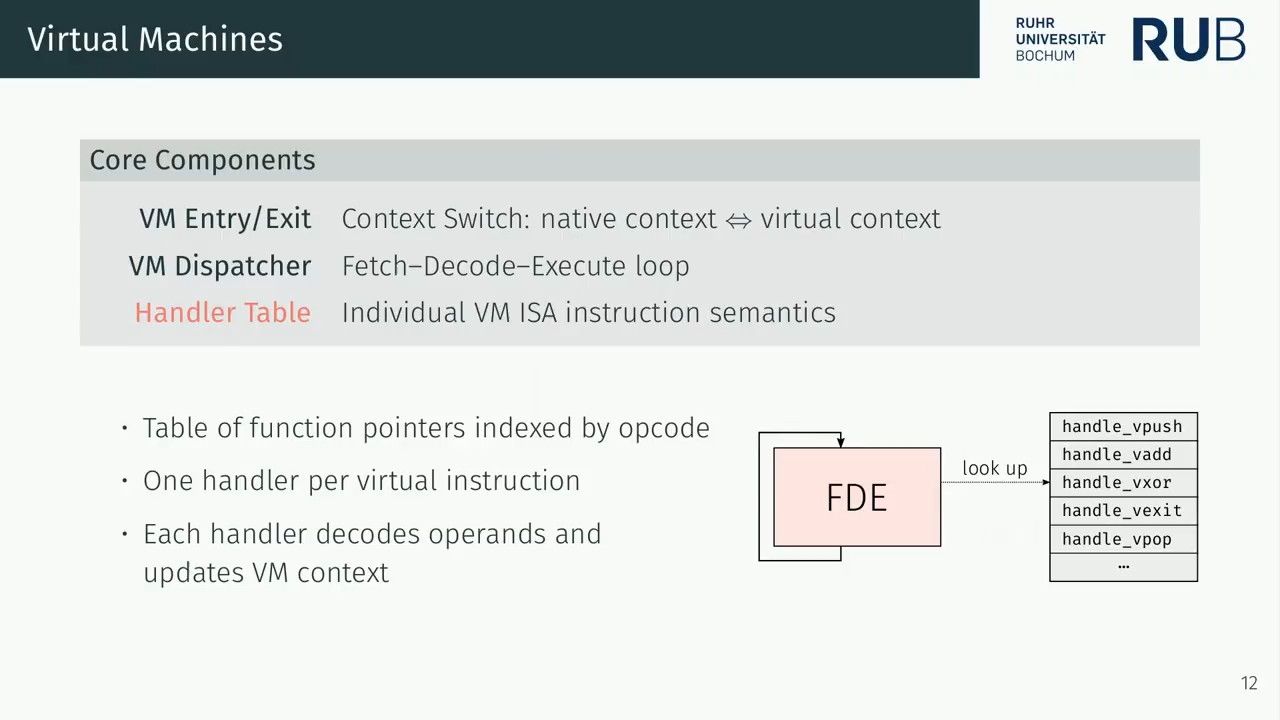 Virtual Machines
RUHR
UNIVERSITÄT
BOCHUM
RUB
Core Components
VM Entry/Exit Context Switch: native context ⇔ virtual context
VM Dispatcher Fetch–Decode–Execute loop
Handler Table Individual VM ISA instruction semantics
· Table of function pointers indexed by opcode
· One handler per virtual instruction
· Each handler decodes operands and
updates VM context
FDE
look up
handle_vpush
handle_vadd
handle_vxor
handle_vexit
handle_vpop
…
12